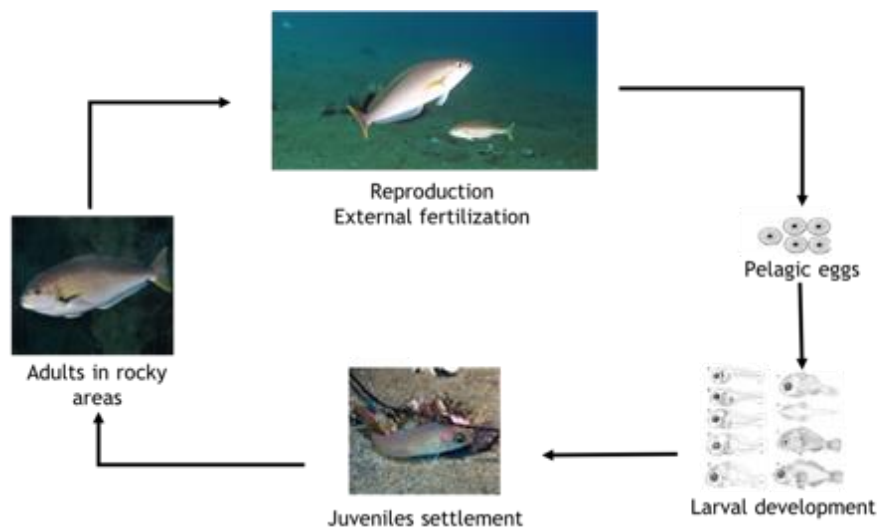 Reproduction
External fertilization
Pelagic eggs
Adults in rocky
areas
Larval development
Juveniles settlement